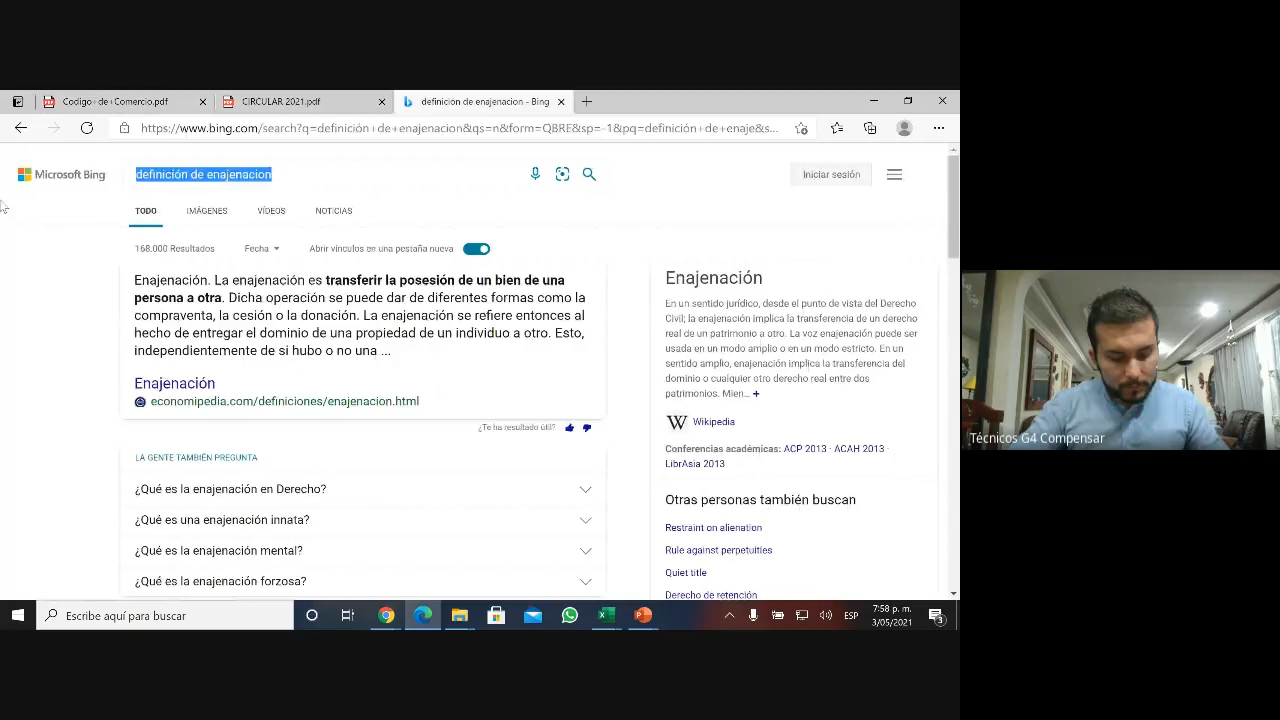 Codigo+de+Comercio.pdf
CIRCULAR 2021.pdf
definición de enajenacion - Bing
https://www.bing.com/search?q=definición+de+enajenacion&qs=n&form=QBRE&sp=-1&pq=definición+de+enaje&s...
Microsoft Bing
definición de enajenacion
Iniciar sesión
TODO
IMÁGENES
VÍDEOS
NOTICIAS
168.000 Resultados
Fecha
Abrir vínculos en una pestaña nueva
Enajenación. La enajenación es transferir la posesión de un bien de una
persona a otra. Dicha operación se puede dar de diferentes formas como la
compraventa, la cesión o la donación. La enajenación se refiere entonces al
hecho de entregar el dominio de una propiedad de un individuo a otro. Esto,
independientemente de si hubo o no una ...
Enajenación
economipedia.com/definiciones/enajenacion.html
¿Te ha resultado útil?
LA GENTE TAMBIÉN PREGUNTA
¿Qué es la enajenación en Derecho?
¿Qué es una enajenación innata?
¿Qué es la enajenación mental?
¿Qué es la enajenación forzosa?
Enajenación
En un sentido jurídico, desde el punto de vista del Derecho
Civil; la enajenación implica la transferencia de un derecho
real de un patrimonio a otro. La voz enajenación puede ser
usada en un modo amplio o en un modo estricto. En un
sentido amplio, enajenación implica la transferencia del
dominio o cualquier otro derecho real entre dos
patrimonios. Mien... +
W Wikipedia
Conferencias académicas: ACP 2013 · ACAH 2013 ·
LibrAsia 2013
Otras personas también buscan
Restraint on alienation
Rule against perpetuities
Quiet title
Derecho de retención
Técnicos G4 Compensar
Escribe aquí para buscar
ESP
7:58 p. m.
3/05/2021
3